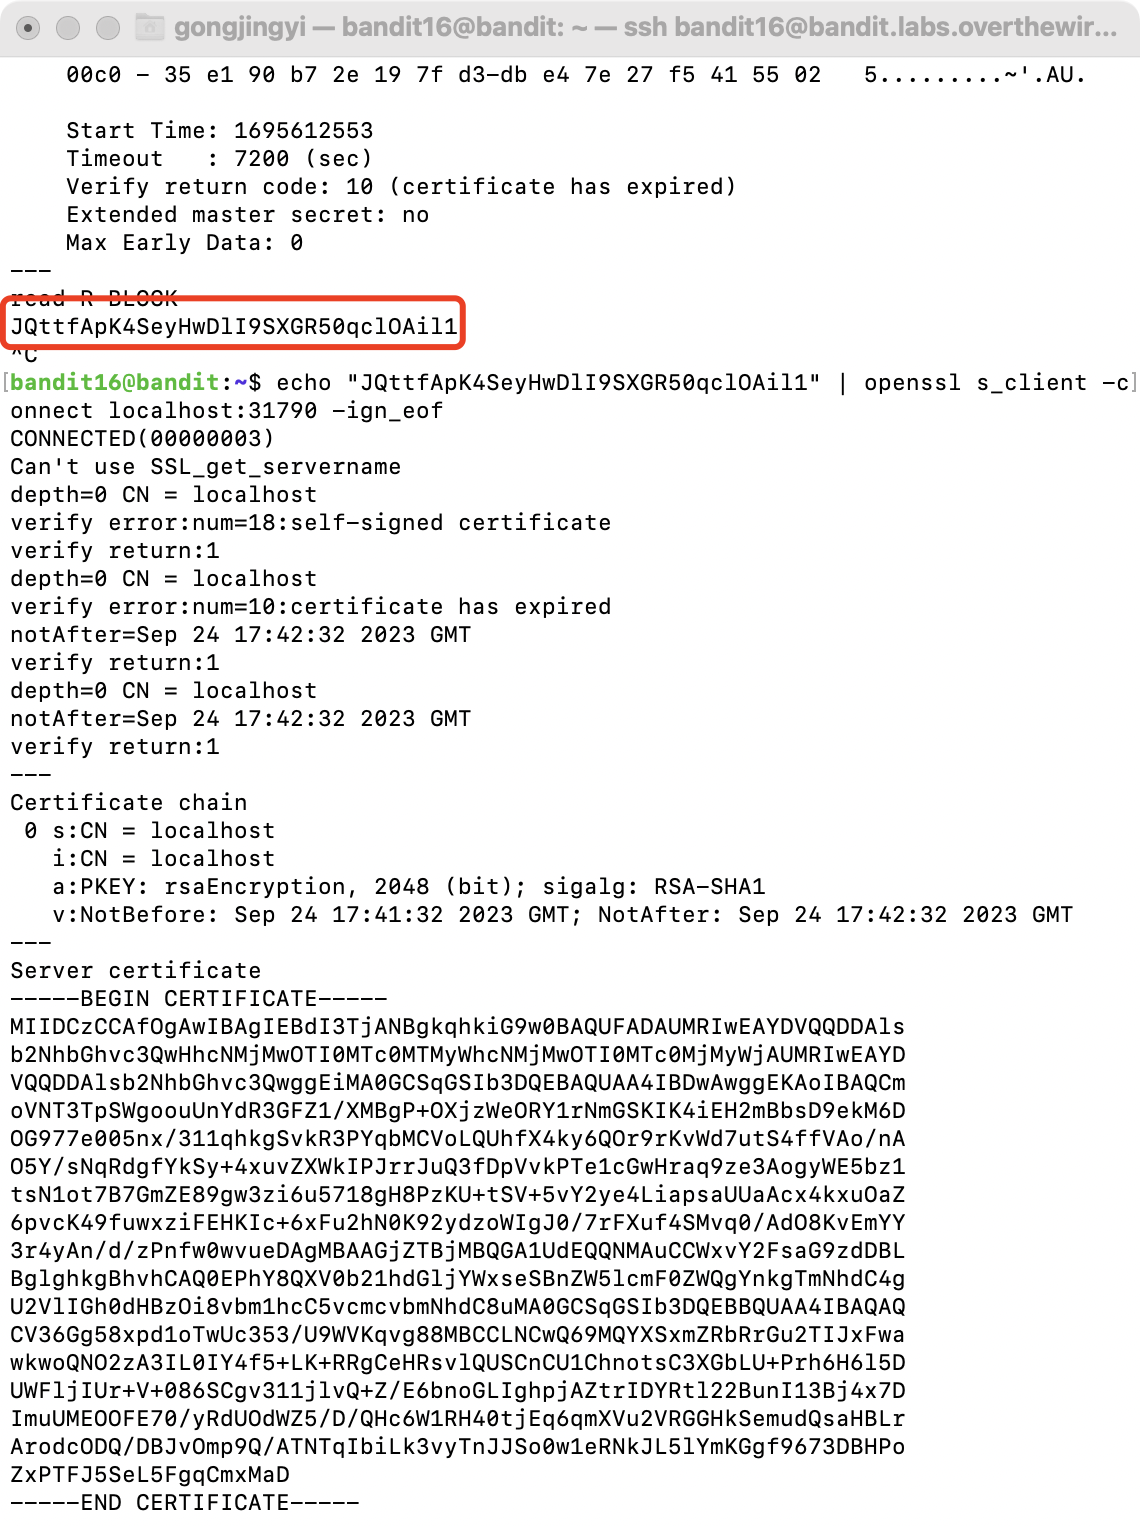 gongjingyi — bandit16@bandit: ~ — ssh bandit16@bandit.labs.overthewir...
00c0 - 35 e1 90 b7 2e 19 7f d3-db e4 7e 27 f5 41 55 02   5.........~'.AU.
Start Time: 1695612553
Timeout   : 7200 (sec)
Verify return code: 10 (certificate has expired)
Extended master secret: no
Max Early Data: 0
---
read R BLOCK
JQttfApK4SeyHwDlI9SXGR50qclOAil1
^C
[bandit16@bandit:~$ echo "JQttfApK4SeyHwDlI9SXGR50qclOAil1" | openssl s_client -c]
onnect localhost:31790 -ign_eof
CONNECTED(00000003)
Can't use SSL_get_servername
depth=0 CN = localhost
verify error:num=18:self-signed certificate
verify return:1
depth=0 CN = localhost
verify error:num=10:certificate has expired
notAfter=Sep 24 17:42:32 2023 GMT
verify return:1
depth=0 CN = localhost
notAfter=Sep 24 17:42:32 2023 GMT
verify return:1
---
Certificate chain
 0 s:CN = localhost
   i:CN = localhost
   a:PKEY: rsaEncryption, 2048 (bit); sigalg: RSA-SHA1
   v:NotBefore: Sep 24 17:41:32 2023 GMT; NotAfter: Sep 24 17:42:32 2023 GMT
---
Server certificate
-----BEGIN CERTIFICATE-----
MIIDCzCCAfOgAwIBAgIEBdI3TjANBgkqhkiG9w0BAQUFADAUMRIwEAYDVQQDDAls
b2NhbGhvc3QwHhcNMjMwOTI0MTc0MTMyWhcNMjMwOTI0MTc0MjMyWjAUMRIwEAYD
VQQDDAlsb2NhbGhvc3QwggEiMA0GCSqGSIb3DQEBAQUAA4IBDwAwggEKAoIBAQCm
oVNT3TpSWgoouUnYdR3GFZ1/XMBgP+OXjzWeORY1rNmGSKIK4iEH2mBbsD9ekM6D
OG977e005nx/311qhkgSvkR3PYqbMCVoLQUhfX4ky6QOr9rKvWd7utS4ffVAo/nA
O5Y/sNqRdgfYkSy+4xuvZXWkIPJrrJuQ3fDpVvkPTe1cGwHraq9ze3AogyWE5bz1
tsN1ot7B7GmZE89gw3zi6u5718gH8PzKU+tSV+5vY2ye4LiapsaUUaAcx4kxuOaZ
6pvcK49fuwxziFEHKIc+6xFu2hN0K92ydzoWIgJ0/7rFXuf4SMvq0/AdO8KvEmYY
3r4yAn/d/zPnfw0wvueDAgMBAAGjZTBjMBQGA1UdEQQNMAuCCWxvY2FsaG9zdDBL
BglghkgBhvhCAQ0EPhY8QXV0b21hdGljYWxseSBnZW5lcmF0ZWQgYnkgTmNhdC4g
U2VlIGh0dHBzOi8vbm1hcC5vcmcvbmNhdC8uMA0GCSqGSIb3DQEBBQUAA4IBAQAQ
CV36Gg58xpd1oTwUc353/U9WVKqvg88MBCCLNCwQ69MQYXSxmZRbRrGu2TIJxFwa
wkwoQNO2zA3IL0IY4f5+LK+RRgCeHRsvlQUSCnCU1ChnotsC3XGbLU+Prh6H6l5D
UWFljIUr+V+086SCgv311jlvQ+Z/E6bnoGLIghpjAZtrIDYRtl22BunI13Bj4x7D
ImuUMEOOFE70/yRdUOdWZ5/D/QHc6W1RH40tjEq6qmXVu2VRGGHkSemudQsaHBLr
ArodcODQ/DBJvOmp9Q/ATNTqIbiLk3vyTnJJSo0w1eRNkJL5lYmKGgf9673DBHPo
ZxPTFJ5SeL5FgqCmxMaD
-----END CERTIFICATE-----